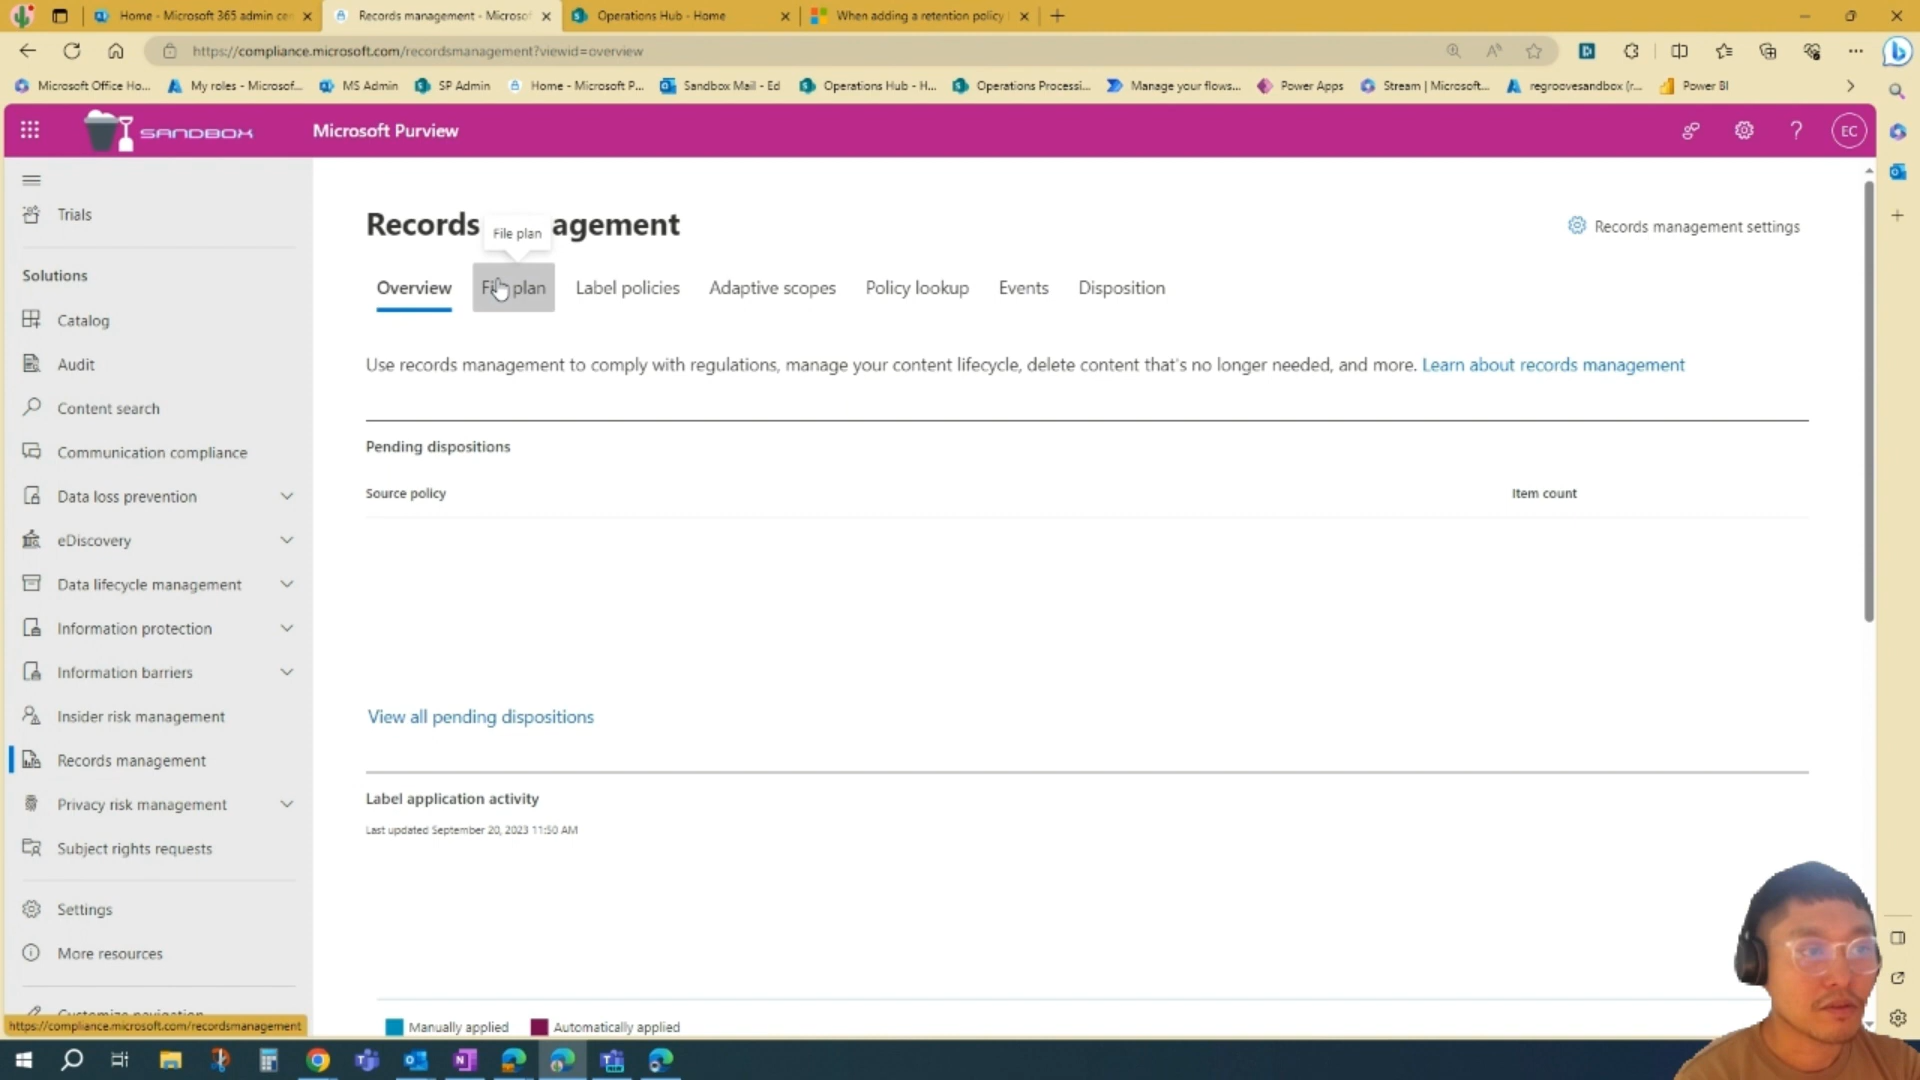 Home - Microsoft 365 admin ce
Records management - Microso
Operations Hub - Home
When adding a retention policy
https://compliance.microsoft.com/recordsmanagement?viewid=overview
Microsoft Office Ho...
My roles - Microsof...
MS Admin
SP Admin
Home - Microsoft P...
Sandbox Mail - Ed
Operations Hub - H...
Operations Processi...
Manage your flows...
Power Apps
Stream | Microsoft...
regroovesandbox (r...
Power BI
SANDBOX
Microsoft Purview
EC
Trials
Solutions
Catalog
Audit
Content search
Communication compliance
Data loss prevention
eDiscovery
Data lifecycle management
Information protection
Information barriers
Insider risk management
Records management
Privacy risk management
Subject rights requests
Settings
More resources
Customize navigation
https://compliance.microsoft.com/recordsmanagement
Records agement
File plan
Records management settings
Overview
File plan
Label policies
Adaptive scopes
Policy lookup
Events
Disposition
Use records management to comply with regulations, manage your content lifecycle, delete content that's no longer needed, and more. Learn about records management
Pending dispositions
Source policy
Item count
View all pending dispositions
Label application activity
Last updated September 20, 2023 11:50 AM
Manually applied
Automatically applied